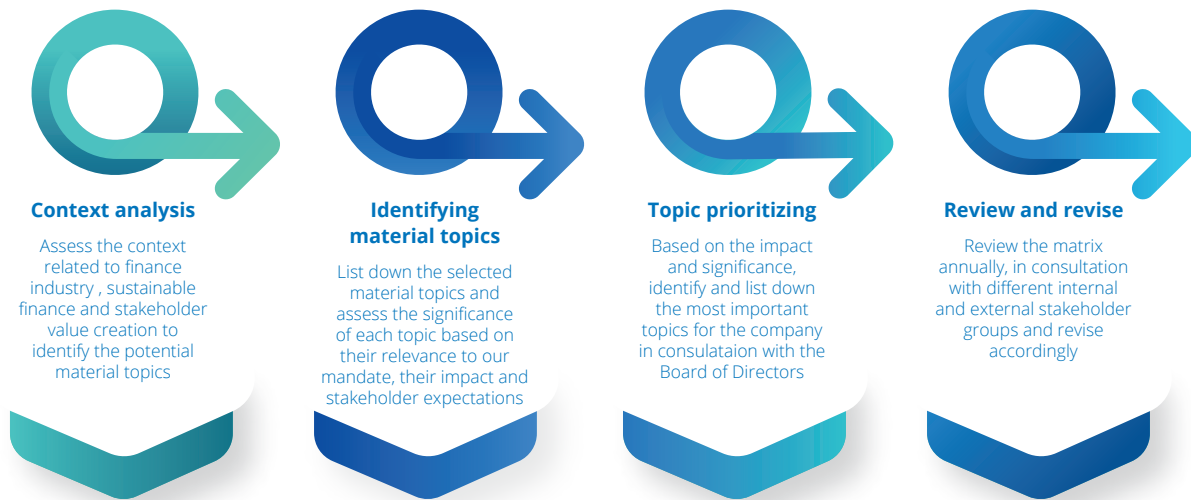 Context analysis
Assess the context
related to finance
industry , sustainable
finance and stakeholder
value creation to
identify the potential
material topics
Identifying
material topics
List down the selected
material topics and
assess the significance
of each topic based on
their relevance to our
mandate, their impact and
stakeholder expectations
Topic prioritizing
Based on the impact
and significance,
identify and list down
the most important
topics for the company
in consulataion with the
Board of Directors
Review and revise
Review the matrix
annually, in consultation
with different internal
and external stakeholder
groups and revise
accordingly